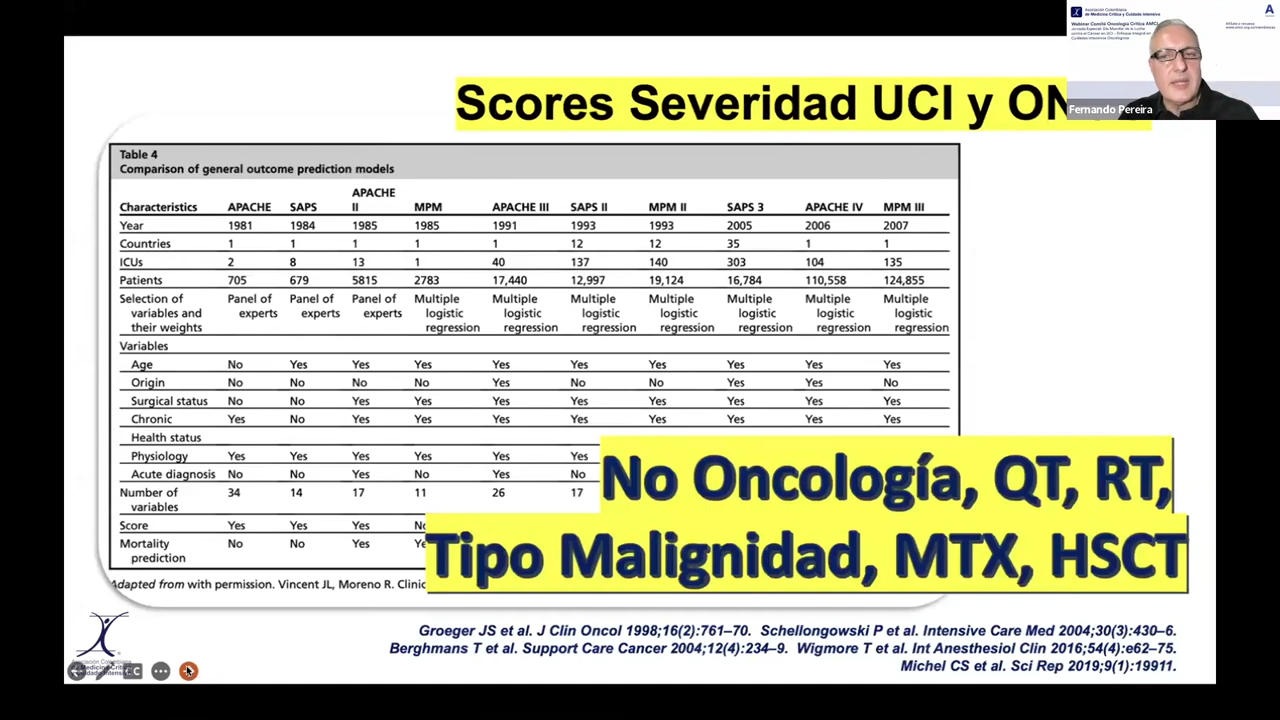 Asociación Colombiana
de Medicina Crítica y Cuidado Intensivo
Webinar Comité Oncología Crítica AMCI
Scores Severidad UCI y ON
Fernando Pereira
Table 4
Comparison of general outcome prediction models
Characteristics APACHE SAPS APACHE II MPM APACHE III SAPS II MPM II SAPS 3 APACHE IV MPM III
Year 1981 1984 1985 1985 1991 1993 1993 2005 2006 2007
Countries 1 1 1 1 1 12 12 35 1 1
ICUs 2 8 13 1 40 137 140 303 104 135
Patients 705 679 5815 2783 17,440 12,997 19,124 16,784 110,558 124,855
Selection of Panel of Panel of Panel of Multiple Multiple Multiple Multiple Multiple Multiple Multiple
variables and experts experts experts logistic logistic logistic logistic logistic logistic logistic
their weights regression regression regression regression regression regression regression
Variables
Age No Yes Yes Yes Yes Yes Yes Yes Yes Yes
Origin No No No No Yes No No Yes Yes No
Surgical status No No Yes Yes Yes Yes Yes Yes Yes Yes
Chronic Yes No Yes Yes Yes Yes Yes Yes Yes Yes
Health status
Physiology Yes Yes Yes Yes Yes Yes
Acute diagnosis No No Yes No Yes No
Number of 34 14 17 11 26 17
variables
Score Yes Yes Yes No
Mortality No No Yes
prediction
No Oncología, QT, RT,
Tipo Malignidad, MTX, HSCT
Adapted from with permission. Vincent JL, Moreno R. Clinic
Groeger JS et al. J Clin Oncol 1998;16(2):761–70. Schellongowski P et al. Intensive Care Med 2004;30(3):430–6.
Berghmans T et al. Support Care Cancer 2004;12(4):234–9. Wigmore T et al. Int Anesthesiol Clin 2016;54(4):e62–75.
Michel CS et al. Sci Rep 2019;9(1):19911.